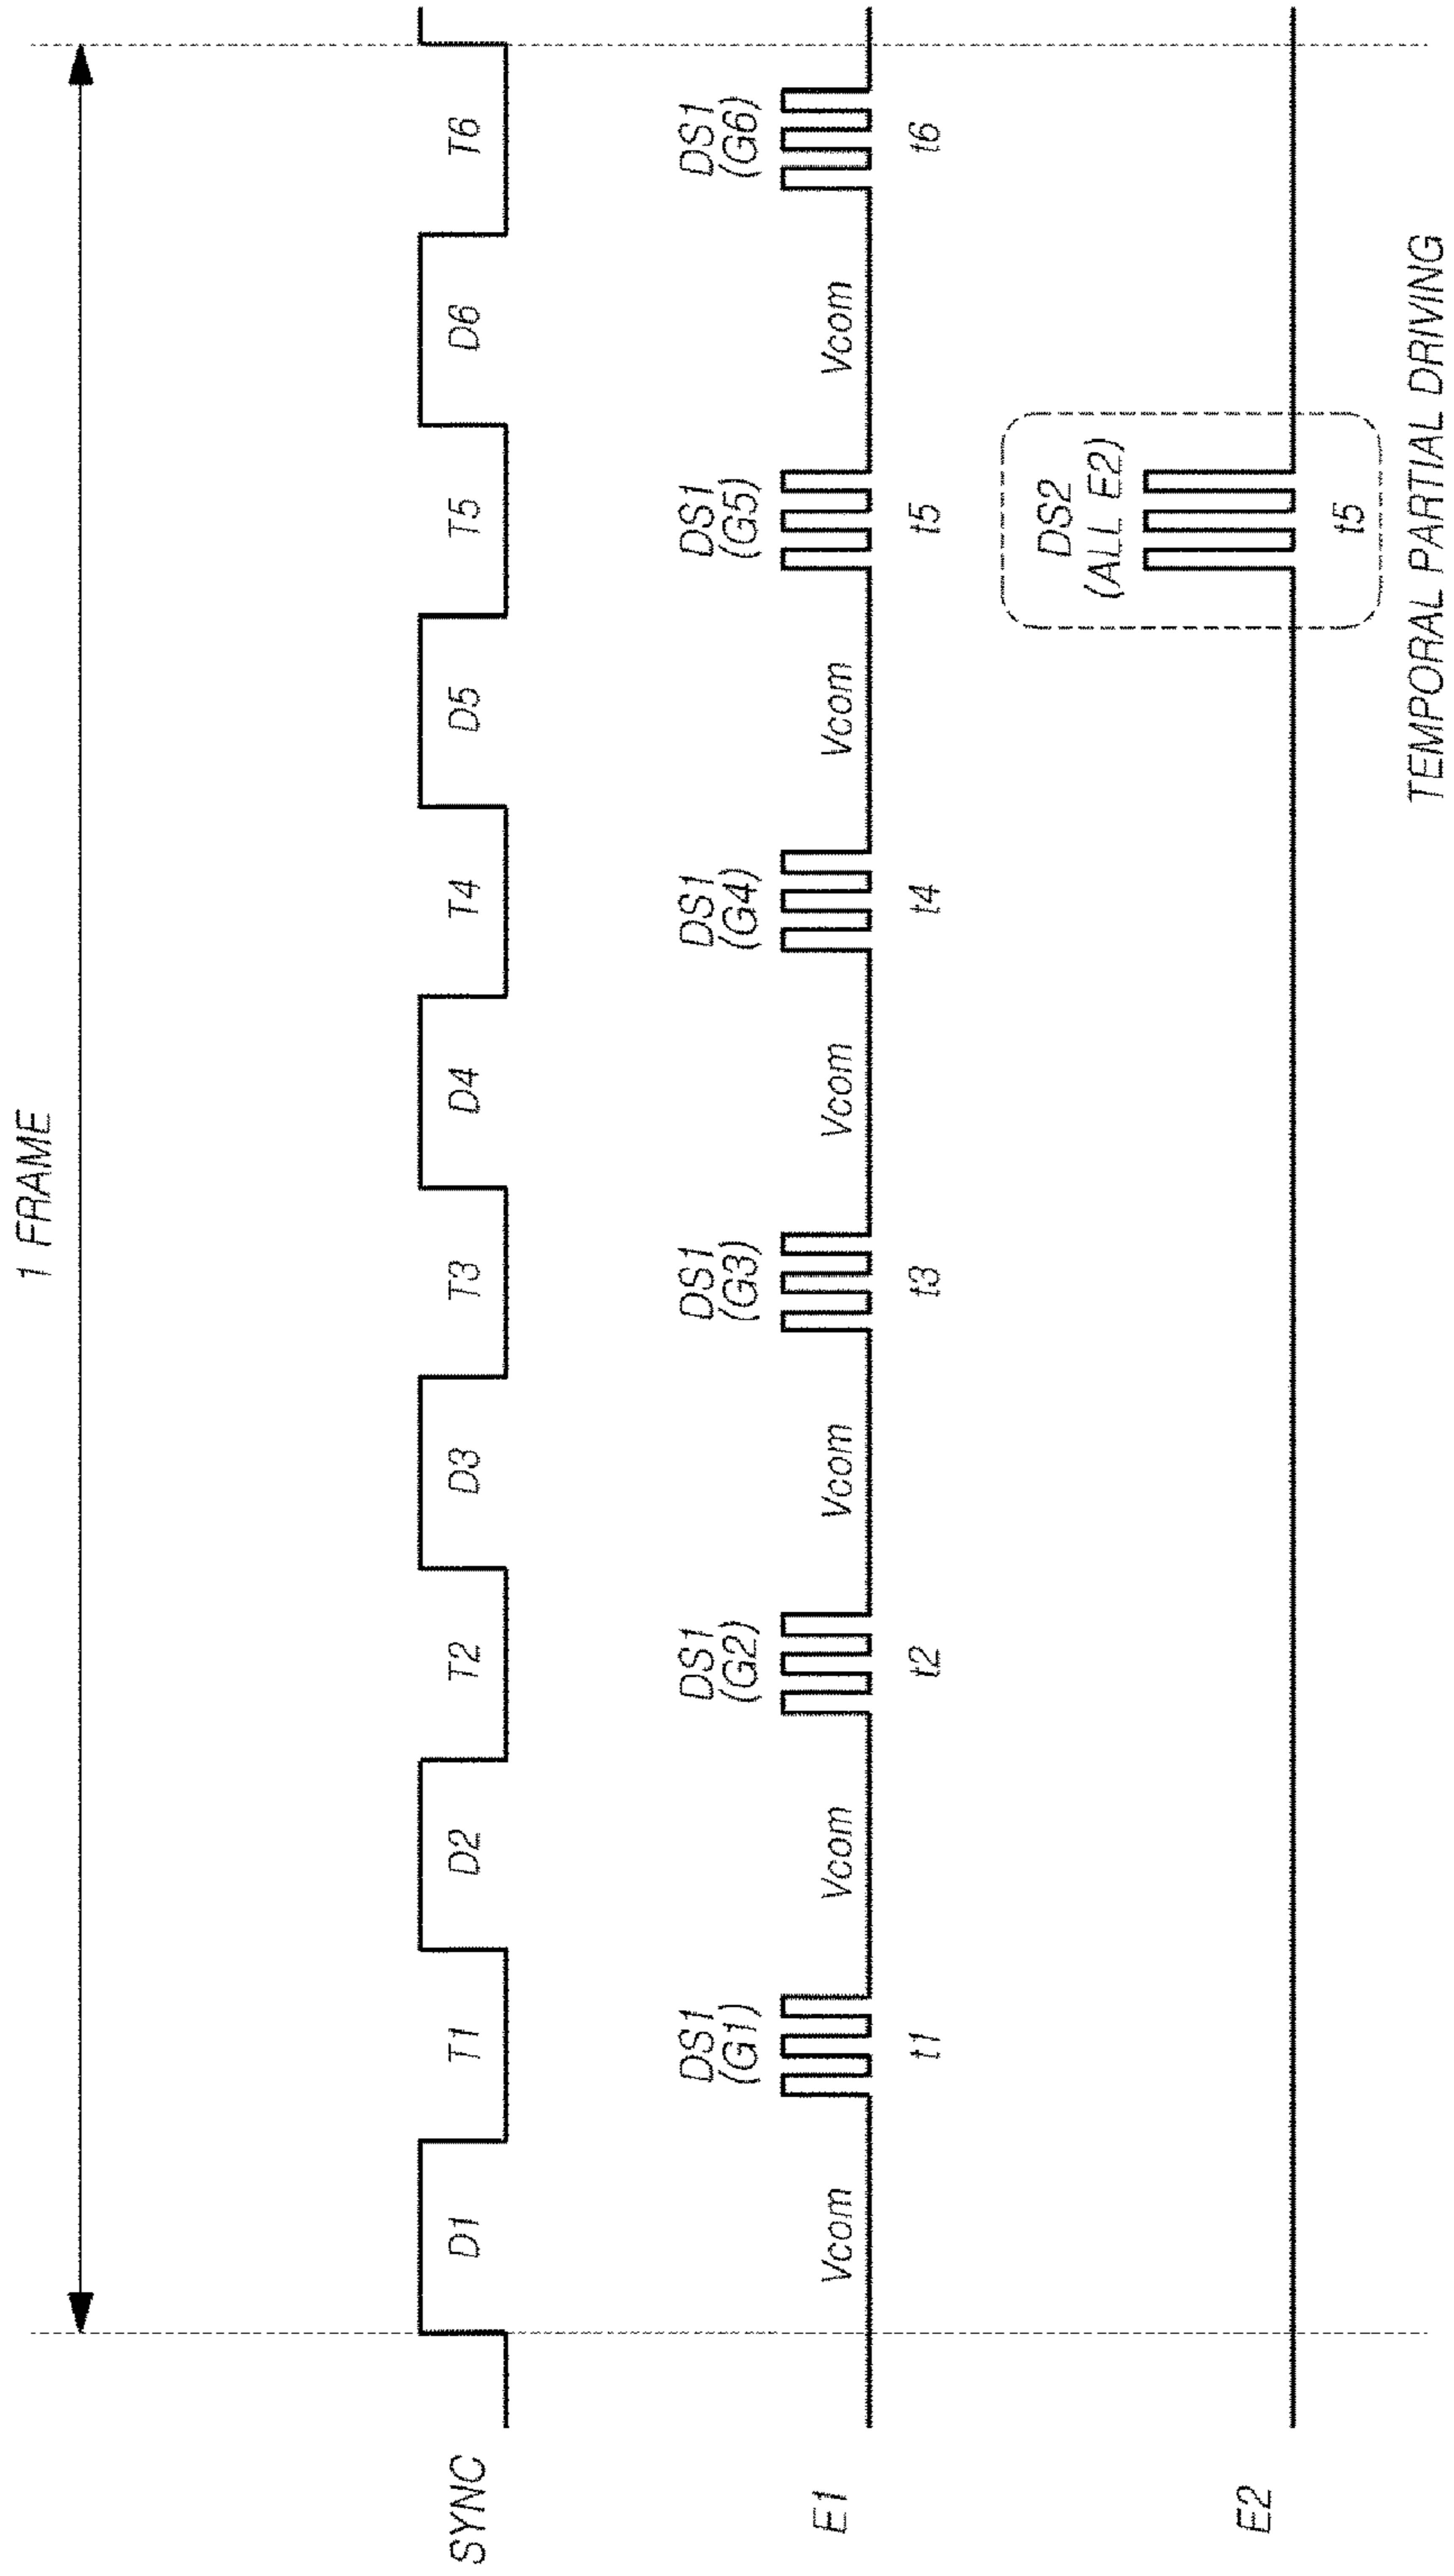 1 FRAME
SYNC
D1 T1 D2 T2 D3 T3 D4 T4 D5 T5 D6 T6
DS1 DS1 DS1 DS1 DS1 DS1
(G1) (G2) (G3) (G4) (G5) (G6)
E1
Vcom Vcom Vcom Vcom Vcom Vcom
t1 t2 t3 t4 t5 t6
DS2
(ALL E2)
E2
t5
TEMPORAL PARTIAL DRIVING